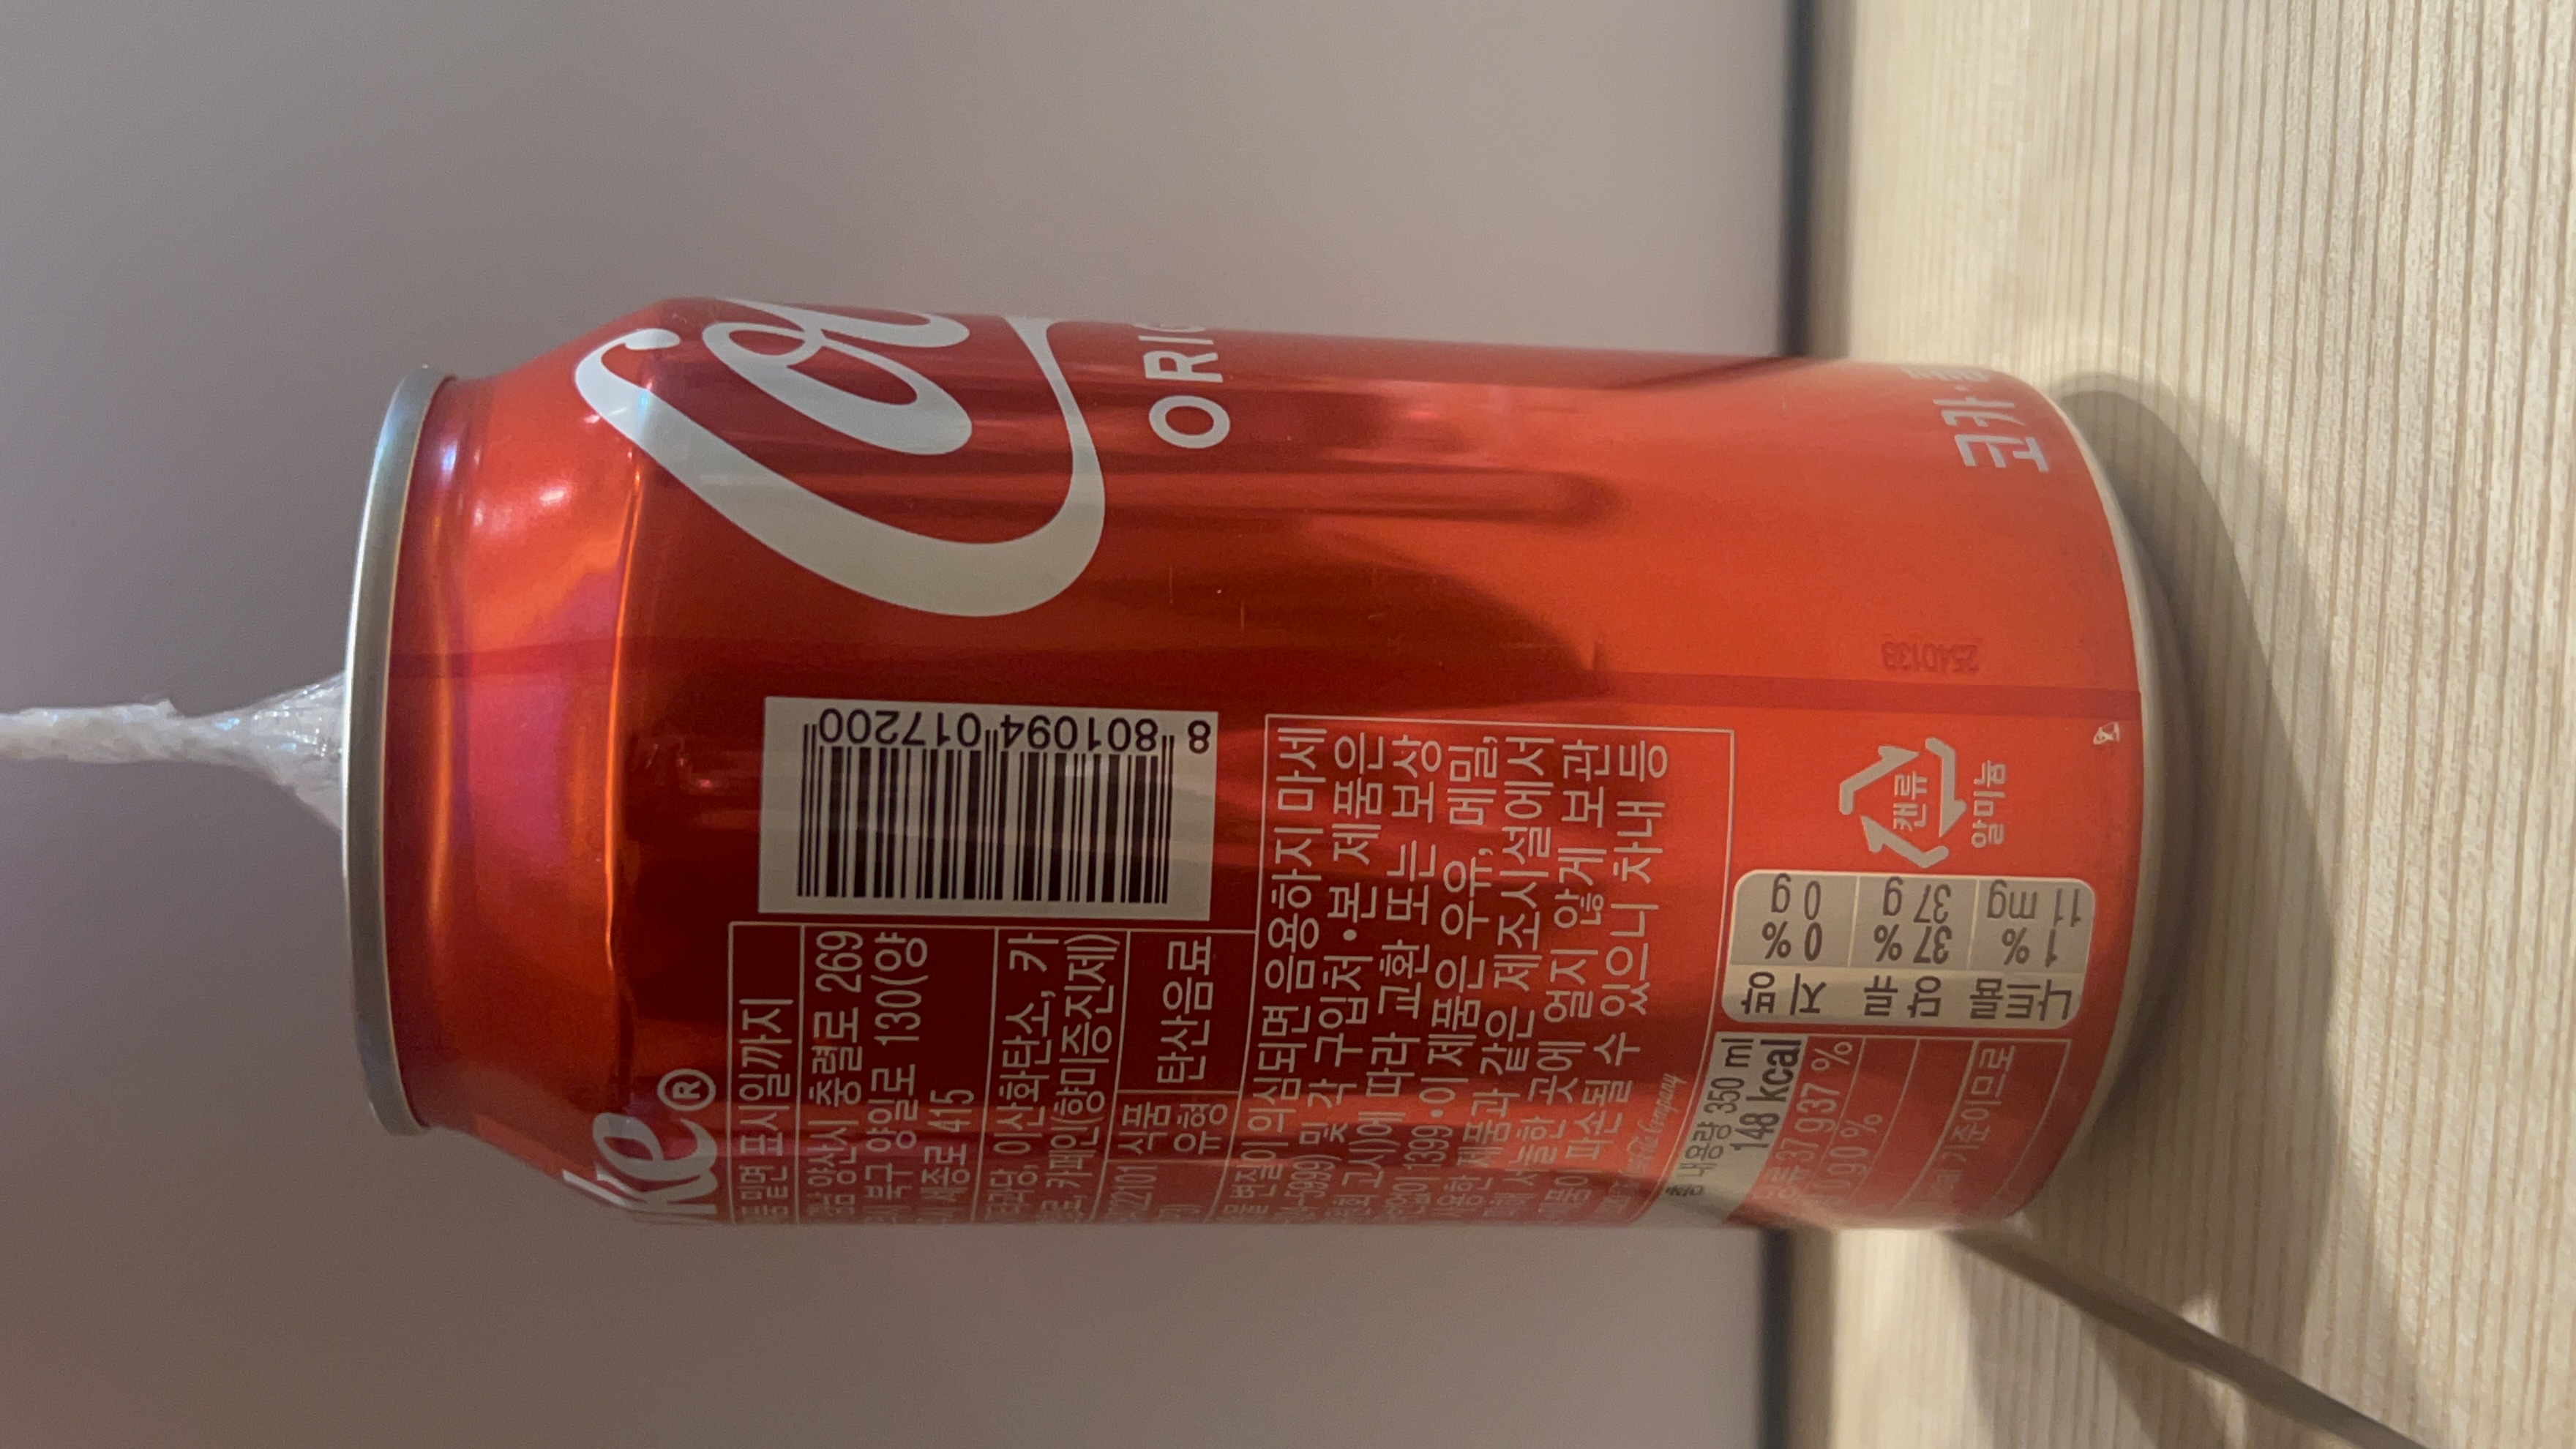 ke®
밑면 표시일까지
양산시 충렬로 269
북구 양일로 130(양
세종로 415
이산화탄소, 카
카페인(향미증진제)
식품
유형
탄산음료
변질이 의심되면 음용하지 마세
및 각 구입처•본 제품은
고시)에 따라 교환 또는 보상
1399•이 제품은 우유, 메밀,
사용한 제품과 같은 제조시설에서
서늘한 곳에 얼지 않게 보관
파손될 수 있으니 차내 등
Company
내용량 350 ml
148 kcal
37 g 37 %
0 g 0 %
기준이므로
나트륨 당류 지방
1 % 37 % 0 %
11 mg 37 g 0 g
8 801094 017200
캔류
알미늄
Co
ORIG
코카